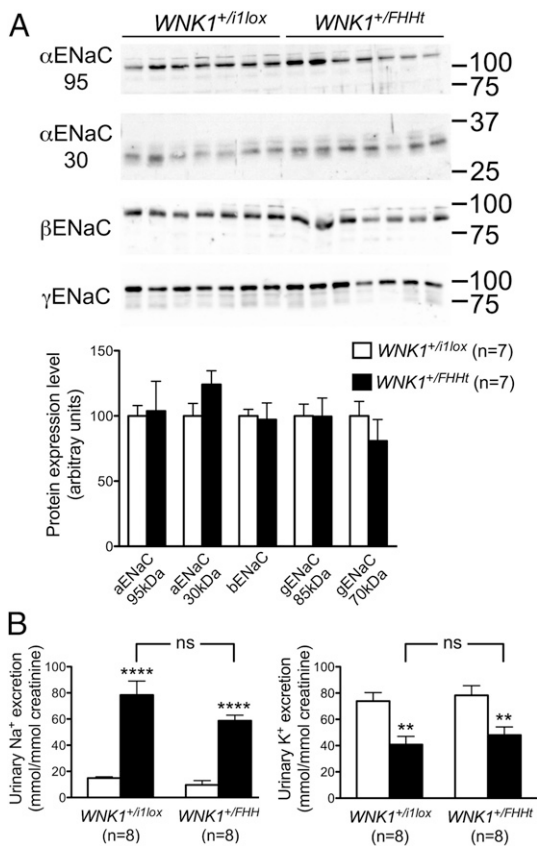 A
WNK1+/i1lox WNK1+/FHHt
αENaC
95
100
75
αENaC
30
37
25
βENaC
100
75
γENaC
100
75
WNK1+/i1lox (n=7)
WNK1+/FHHt (n=7)
Protein expression level
(arbitray units)
150
100
50
0
aENaC
95kDa
aENaC
30kDa
bENaC
gENaC
85kDa
gENaC
70kDa
B
ns
Urinary Na+ excretion
(mmol/mmol creatinine)
100
80
60
40
20
0
****
****
WNK1+/i1lox WNK1+/FHH
(n=8) (n=8)
ns
Urinary K+ excretion
(mmol/mmol creatinine)
100
80
60
40
20
0
**
**
WNK1+/i1lox WNK1+/FHHt
(n=8) (n=8)